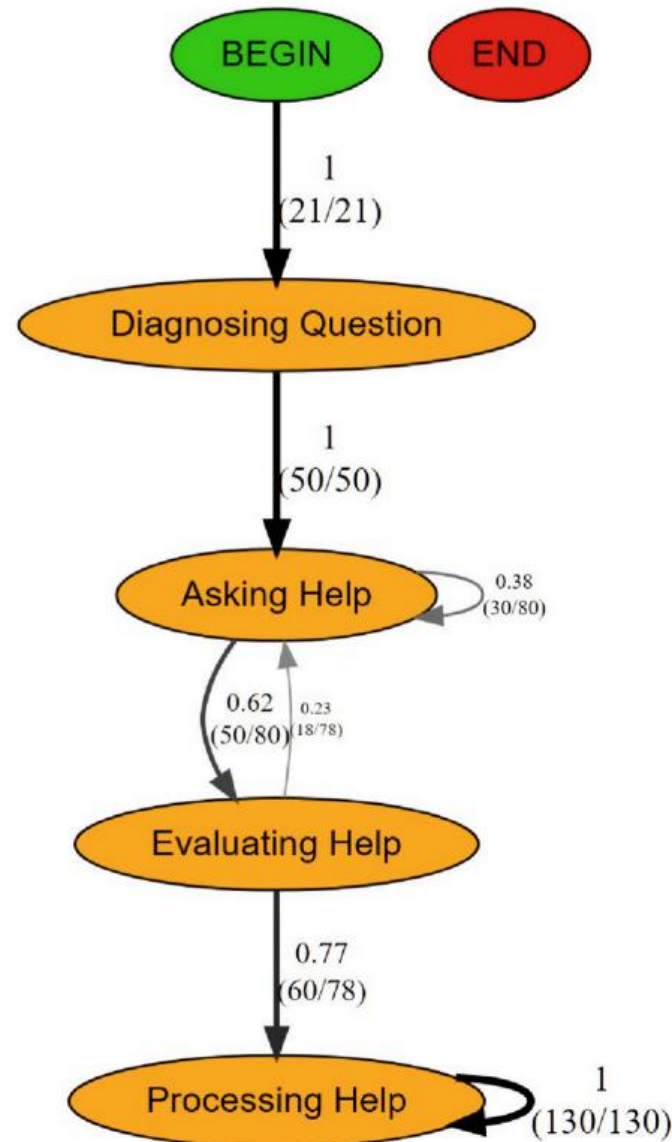 BEGIN
END
1
(21/21)
Diagnosing Question
1
(50/50)
Asking Help
0.38
(30/80)
0.62
(50/80)
0.23
(18/78)
Evaluating Help
0.77
(60/78)
Processing Help
1
(130/130)